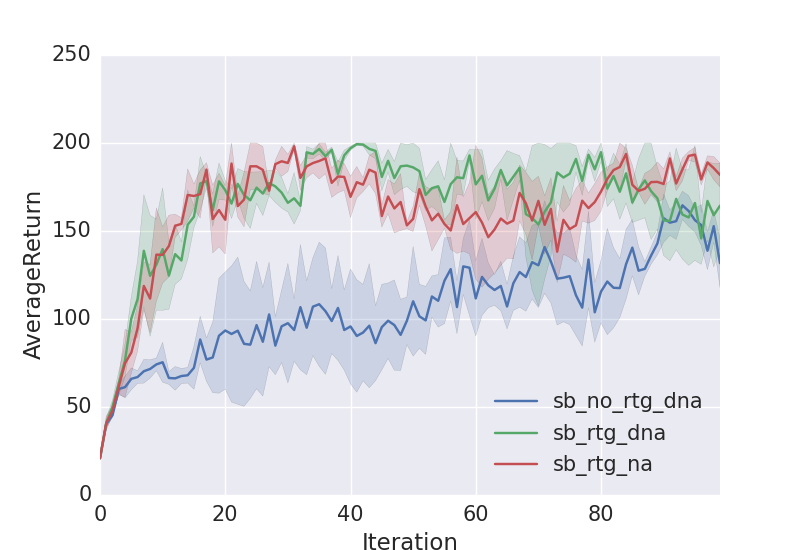 250
200
150
100
50
0
AverageReturn
sb_no_rtg_dna
sb_rtg_dna
sb_rtg_na
0 20 40 60 80
Iteration